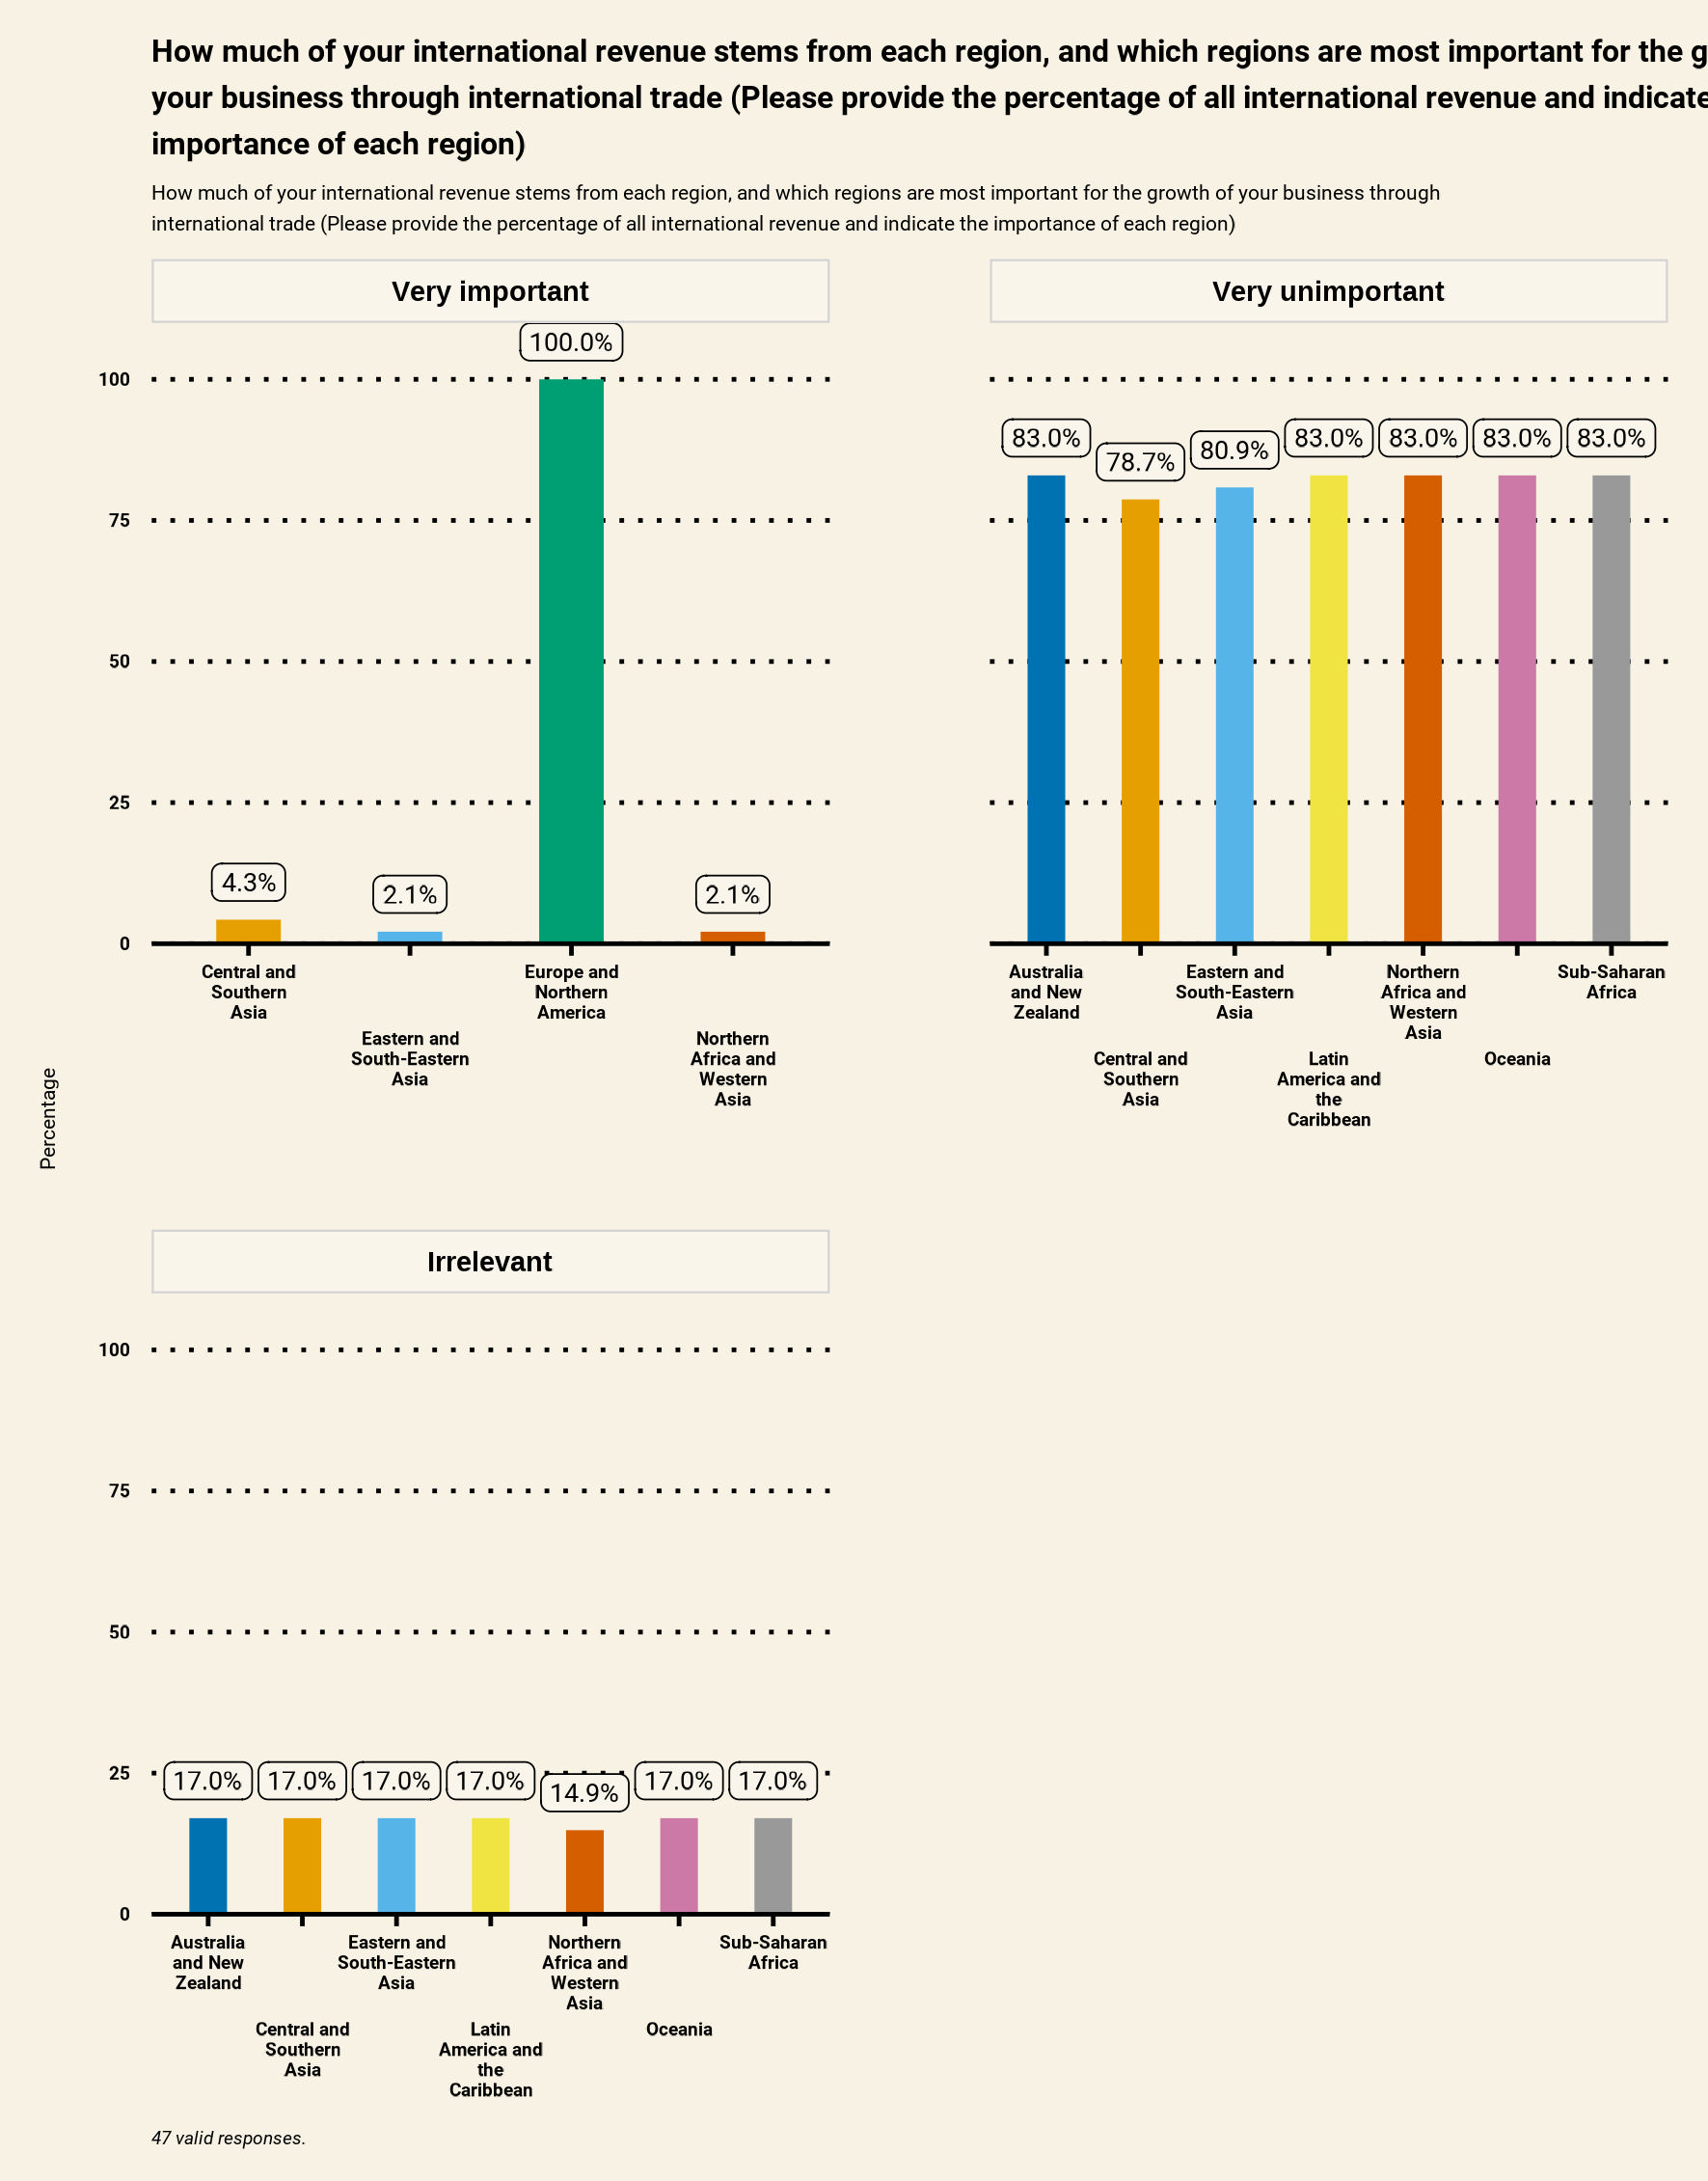 How much of your international revenue stems from each region, and which regions are most important for the g
your business through international trade (Please provide the percentage of all international revenue and indicate
importance of each region)
How much of your international revenue stems from each region, and which regions are most important for the growth of your business through
international trade (Please provide the percentage of all international revenue and indicate the importance of each region)
Very important
100.0%
100
75
50
25
0
4.3%
2.1%
2.1%
Central and
Southern
Asia
Eastern and
South-Eastern
Asia
Europe and
Northern
America
Northern
Africa and
Western
Asia
Very unimportant
83.0%
78.7%
80.9%
83.0%
83.0%
83.0%
83.0%
Australia
and New
Zealand
Central and
Southern
Asia
Eastern and
South-Eastern
Asia
Latin
America and
the
Caribbean
Northern
Africa and
Western
Asia
Oceania
Sub-Saharan
Africa
Percentage
Irrelevant
100
75
50
25
0
17.0%
17.0%
17.0%
17.0%
14.9%
17.0%
17.0%
Australia
and New
Zealand
Central and
Southern
Asia
Eastern and
South-Eastern
Asia
Latin
America and
the
Caribbean
Northern
Africa and
Western
Asia
Oceania
Sub-Saharan
Africa
47 valid responses.